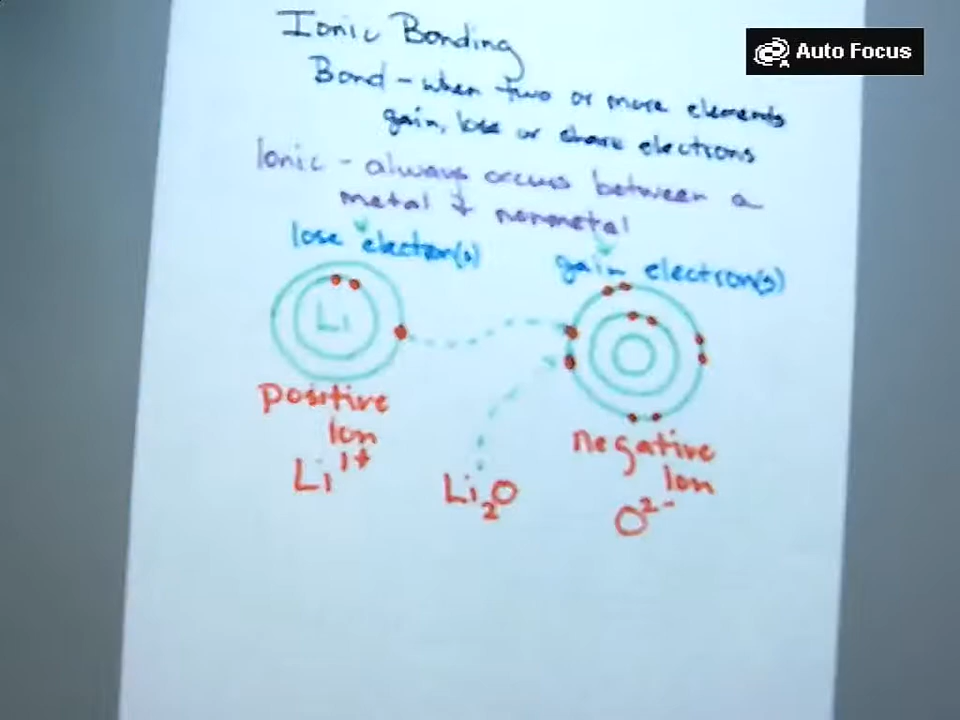 Auto Focus
Ionic Bonding
Bond - when two or more elements
gain, lose or share electrons
Ionic - always occurs between a
metal + nonmetal
lose electron(s)
gain electron(s)
Li
positive
Ion
Li1+
Li2O
negative
Ion
O2-